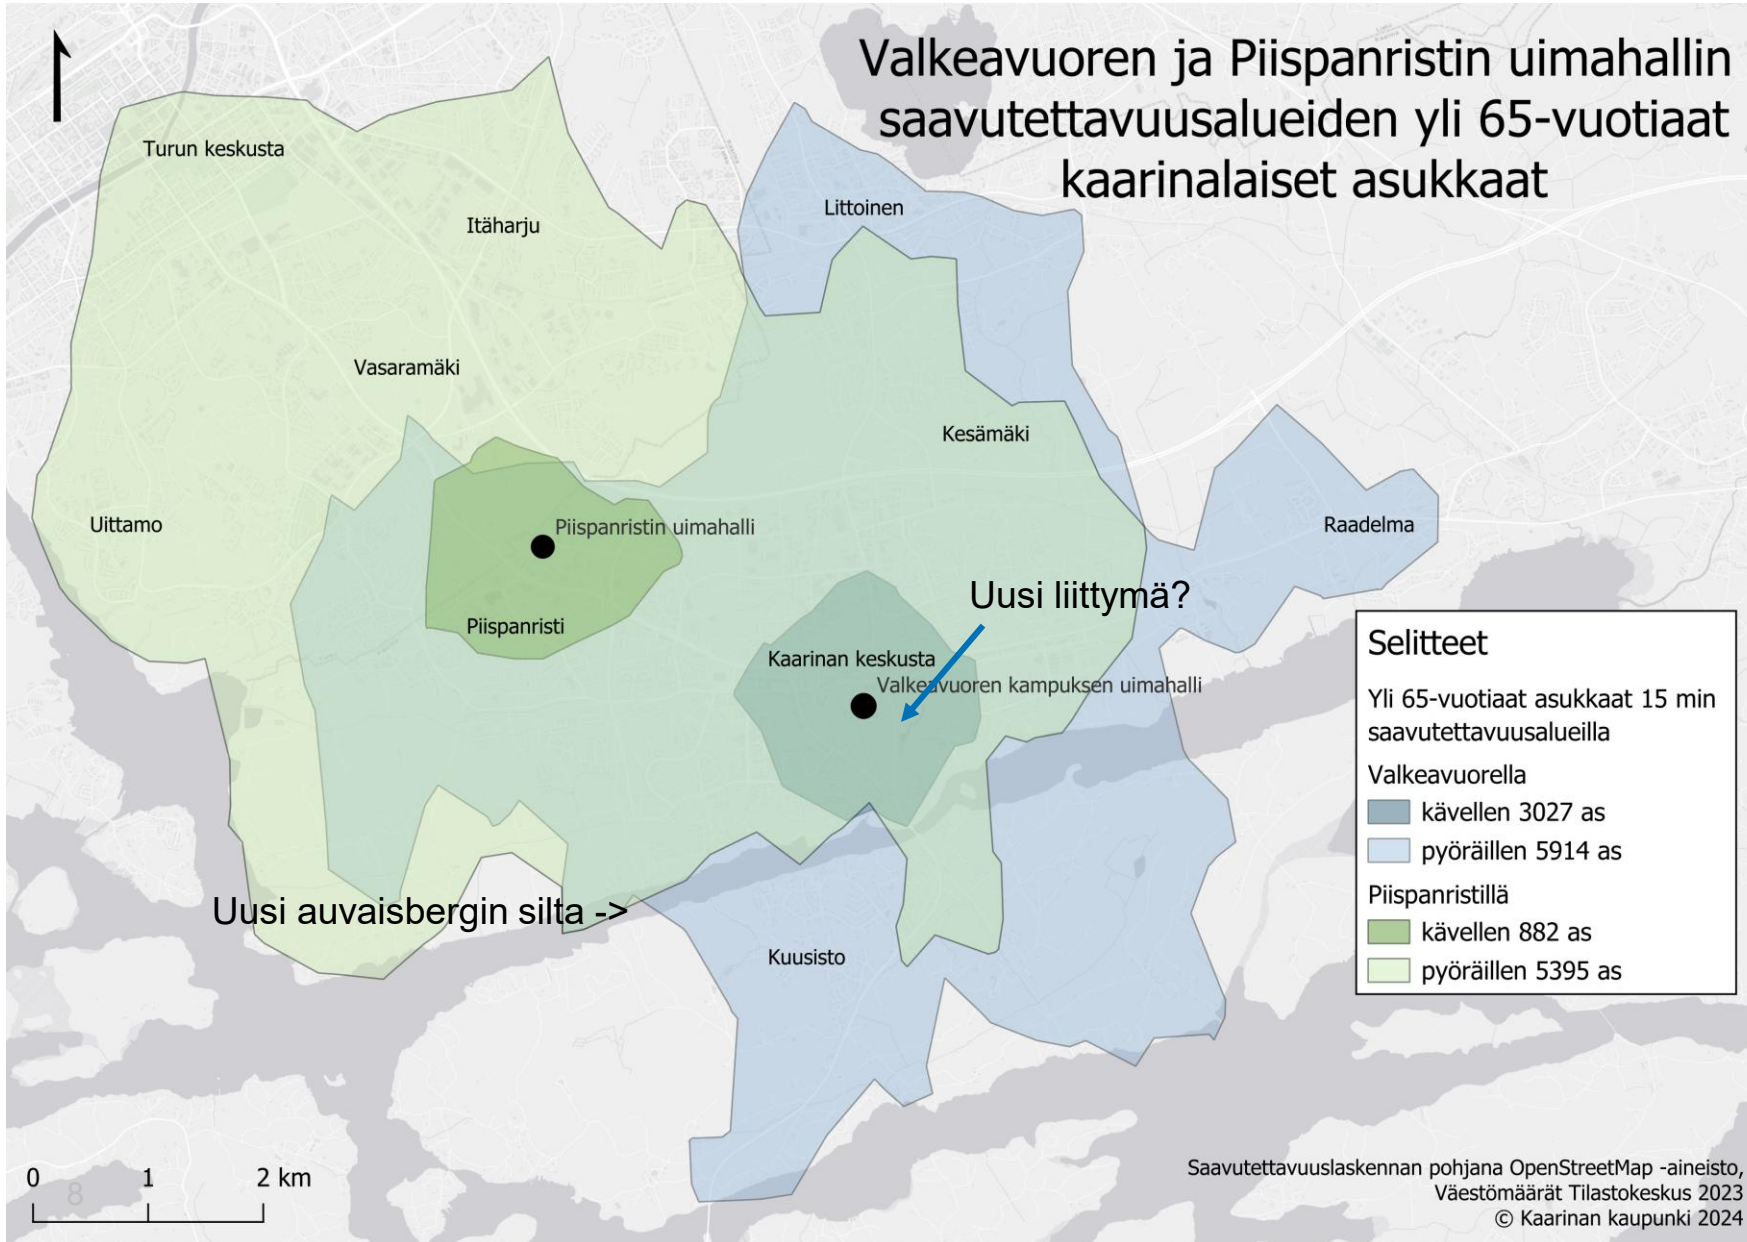 Valkeavuoren ja Piispanristin uimahallin
saavutettavuusalueiden yli 65-vuotiaat
kaarinalaiset asukkaat
Turun keskusta
Itäharju
Littoinen
Vasaramäki
Kesämäki
Uittamo
Piispanristin uimahalli
Raadelma
Uusi liittymä?
Piispanristi
Kaarinan keskusta
Valkeavuoren kampuksen uimahalli
Uusi auvaisbergin silta ->
Kuusisto
Selitteet
Yli 65-vuotiaat asukkaat 15 min
saavutettavuusalueilla
Valkeavuorella
kävellen 3027 as
pyöräillen 5914 as
Piispanristillä
kävellen 882 as
pyöräillen 5395 as
0 1 2 km
8
Saavutettavuuslaskennan pohjana OpenStreetMap -aineisto,
Väestömäärät Tilastokeskus 2023
© Kaarinan kaupunki 2024